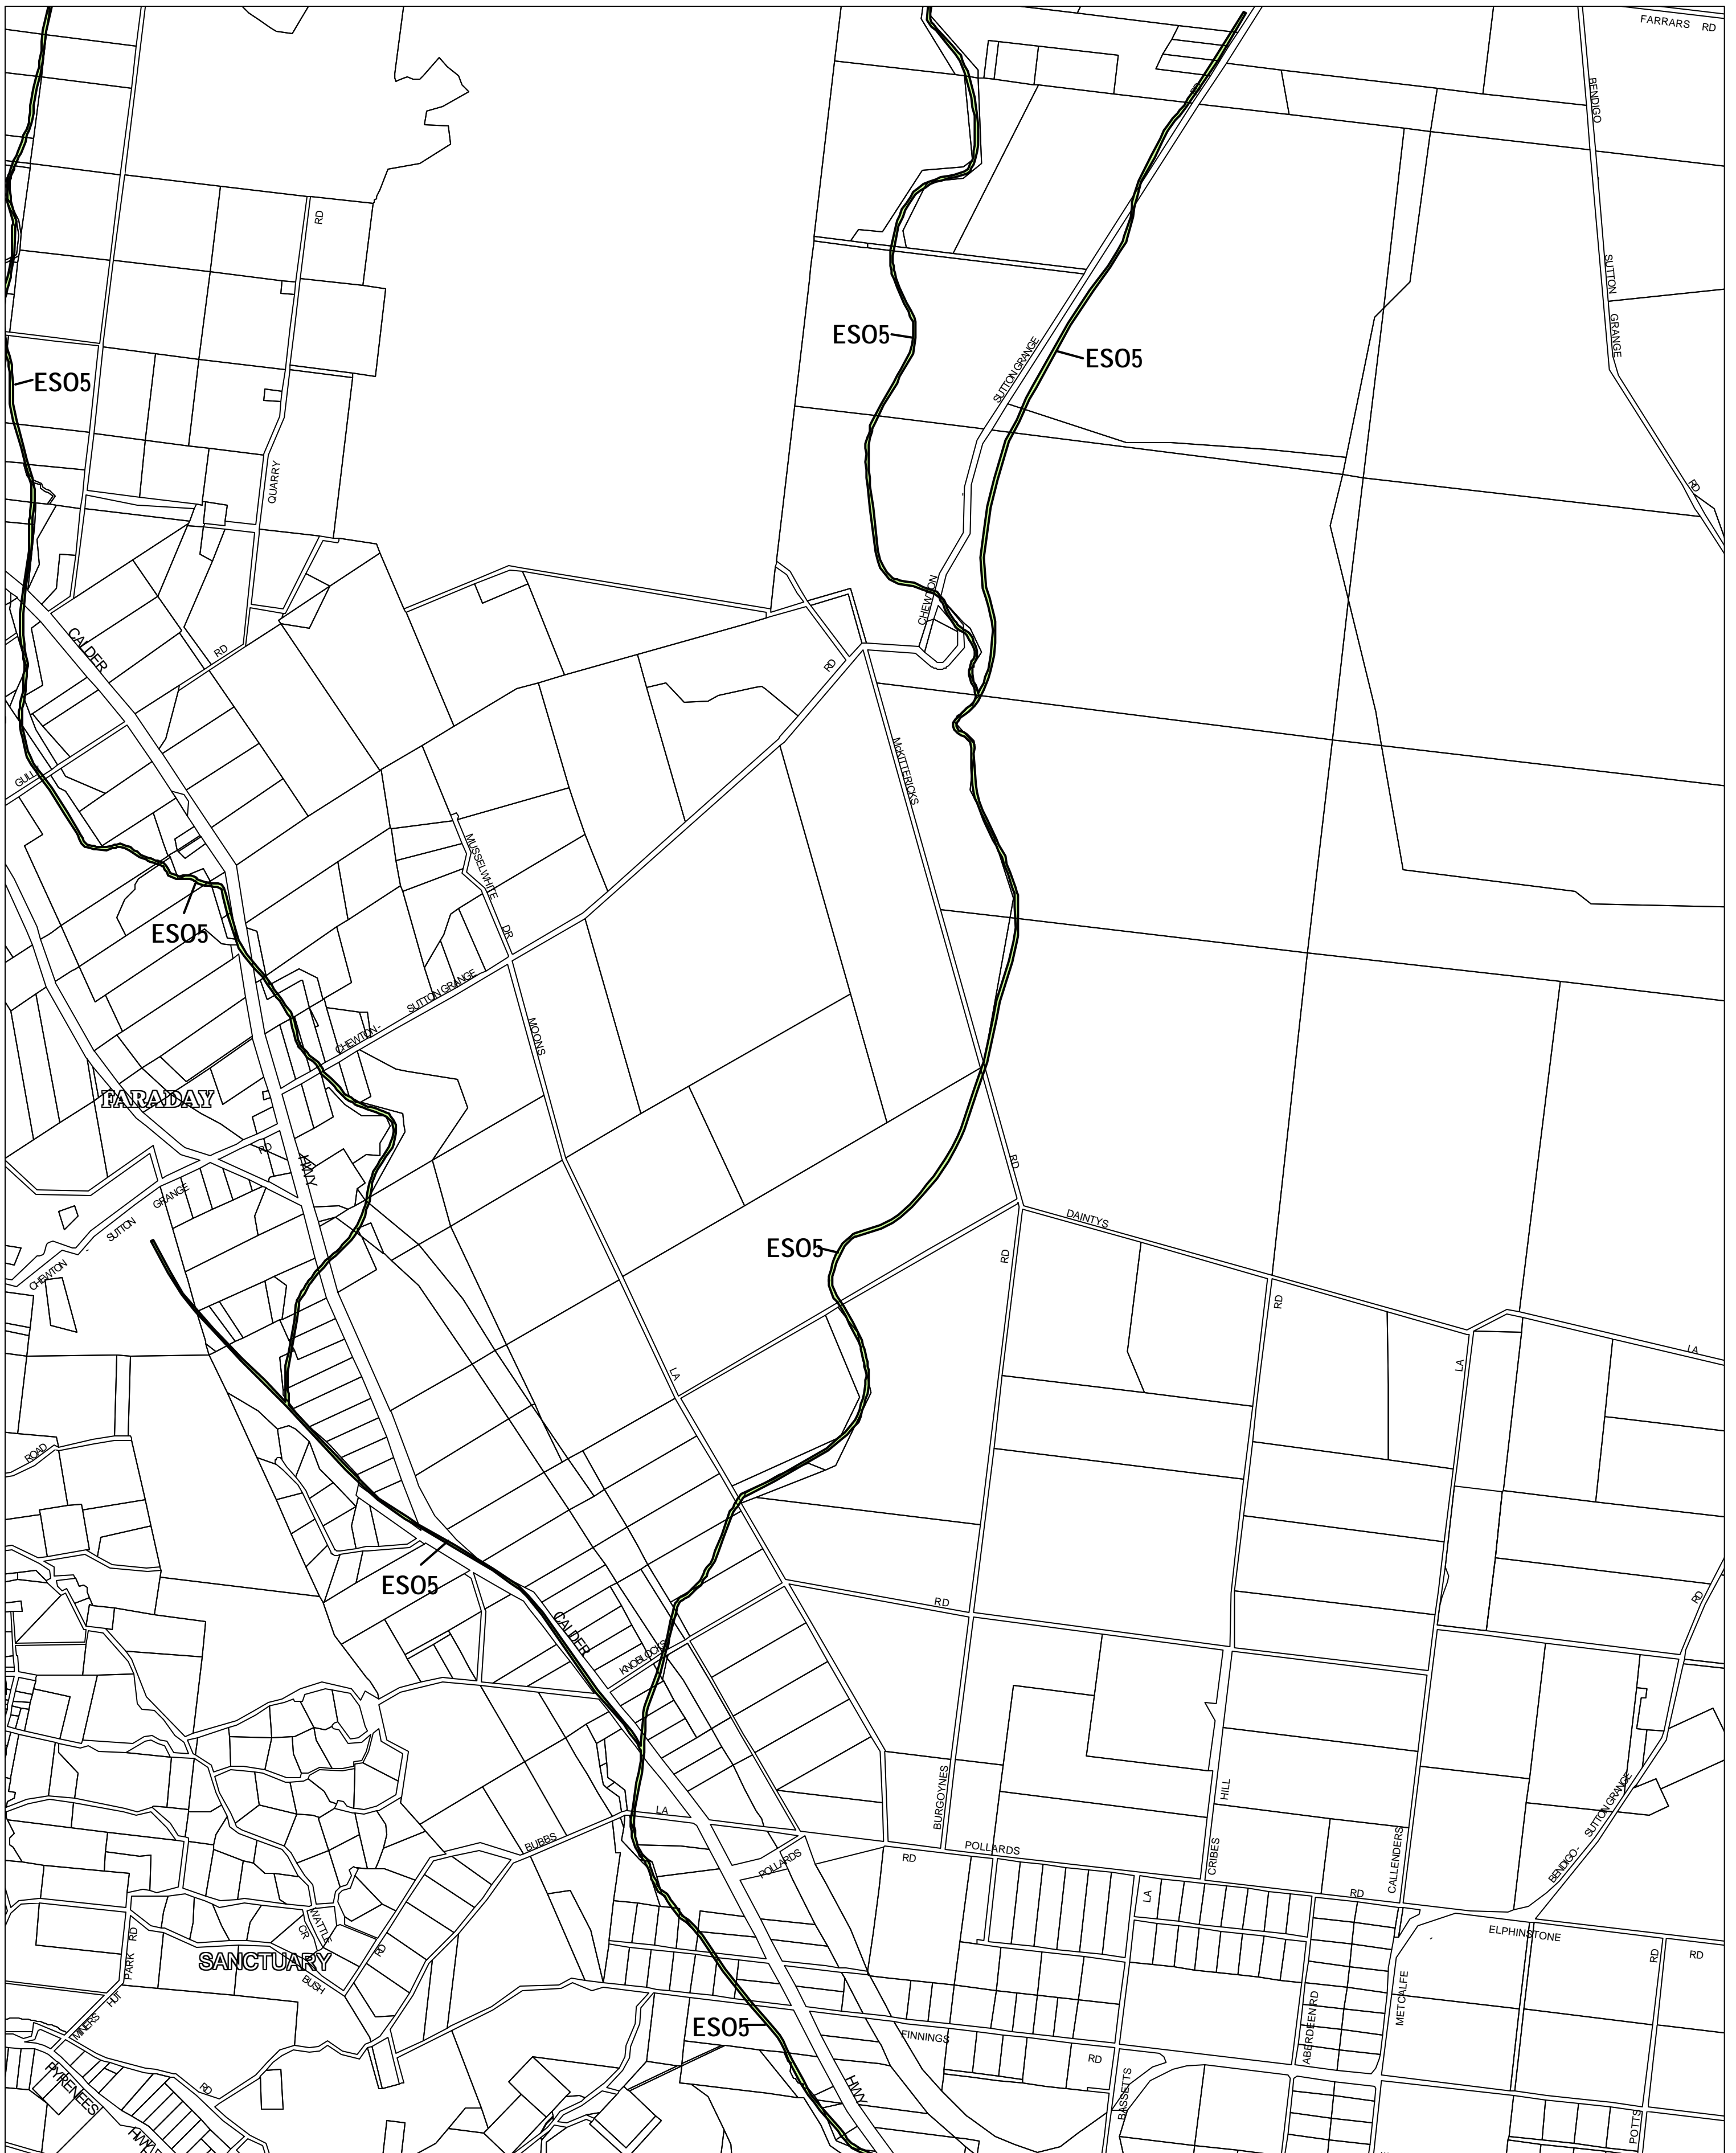 FARRARS RD
BENDIGO
RD
RD
SUTTON
GRANGE
ESO5
SUTTON GRANGE
ESO5
ESO5
QUARRY
RD
CHEWTON
CALDER
RD
RD
GULLY
McKITTERICKS
MUSSELWHITE
DR
ESO5
SUTTON GRANGE
CHEWTON -
MOONS
FARADAY
RD
HWY
RD
SUTTON GRANGE
CHEWTON -
DAINTYS
RD
ESO5
RD
LA
LA
LA
ROAD
ESO5
RD
RD
CALDER
KNOBLOCKS
BURGOYNES
HILL
SUTTON GRANGE
BENDIGO -
LA
BUBBS
POLLARDS
POLLARDS
RD
CRIBES
CALLENDERS
RD
LA
WATTLE
CR
RD
PARK RD
ELPHINSTONE
RD
RD
SANCTUARY
BUSH
MINERS HUT
METCALFE
ABERDEEN RD
ESO5
FINNINGS
RD
PYRENEES
RD
HWY
HWY
BASSETTS
POTTS